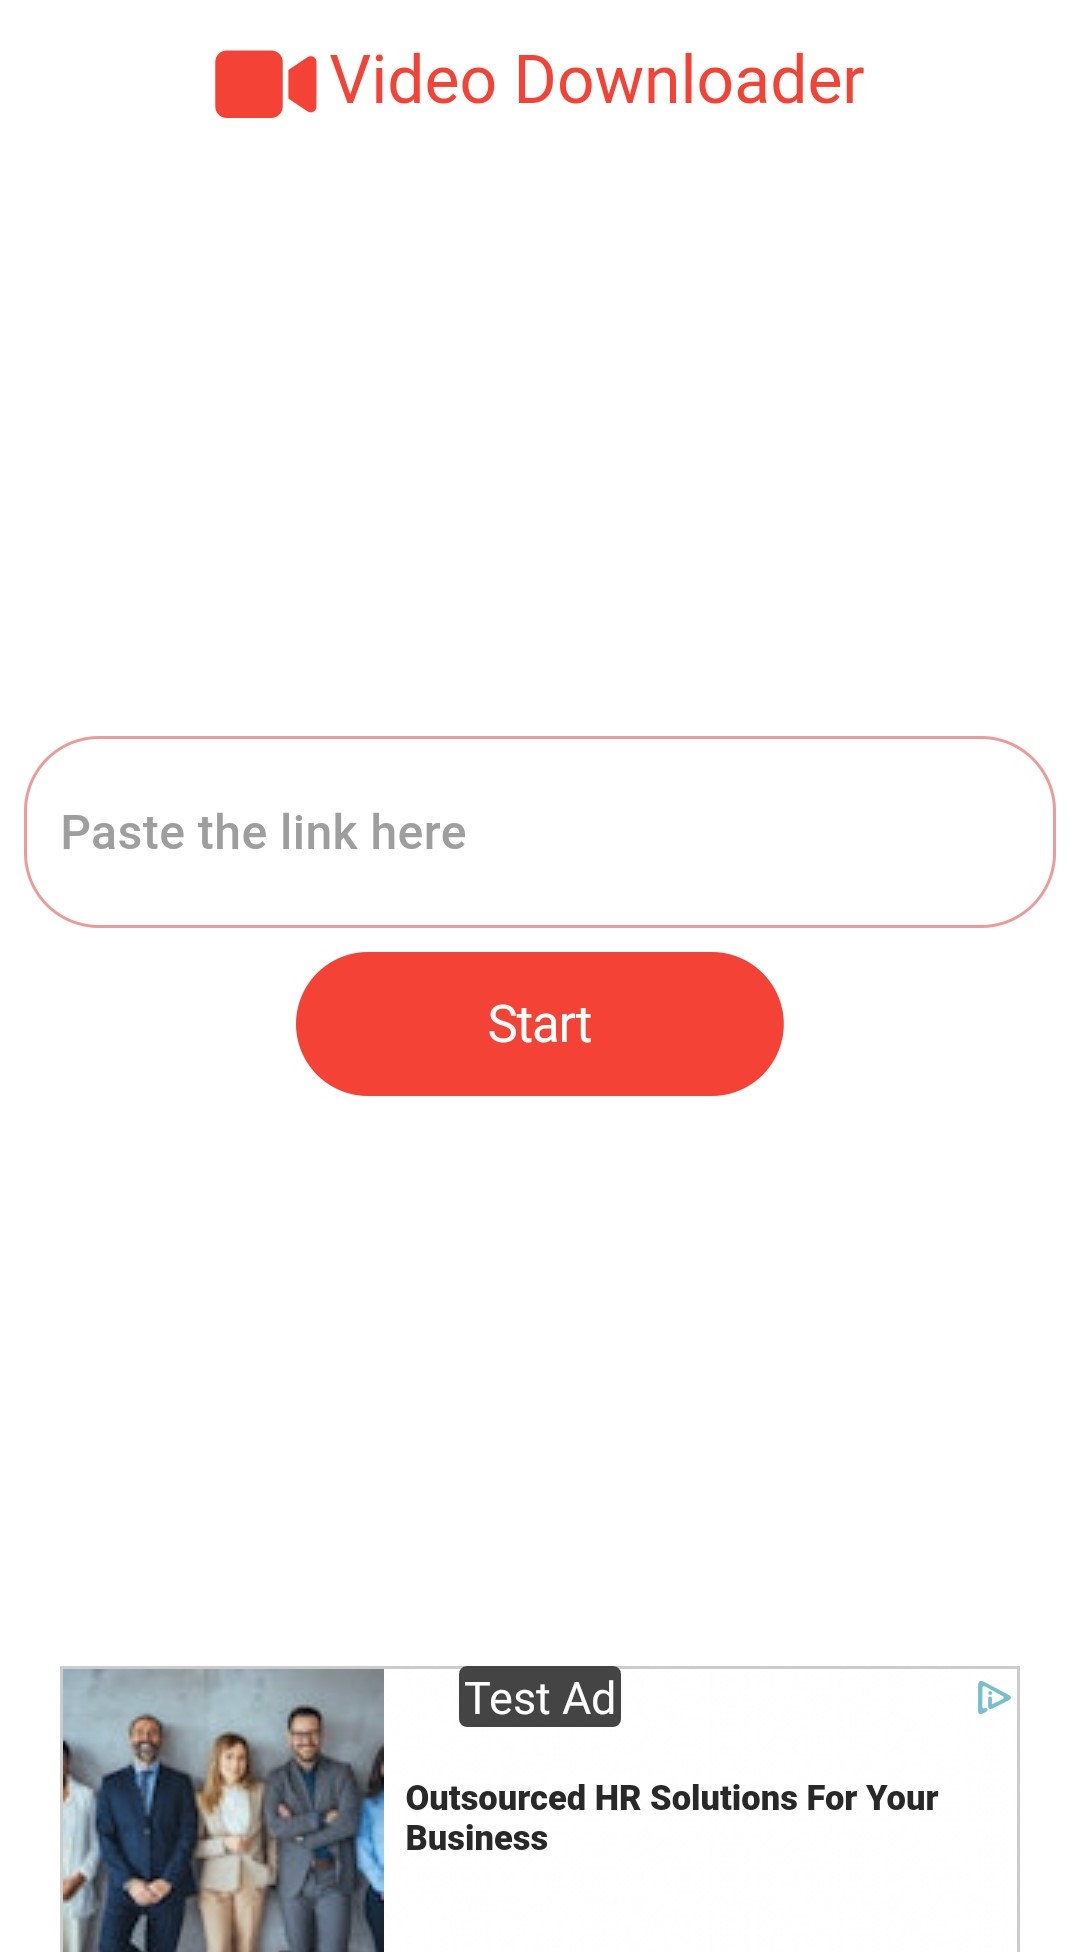 Video Downloader
Paste the link here
Start
Test Ad
Outsourced HR Solutions For Your
Business